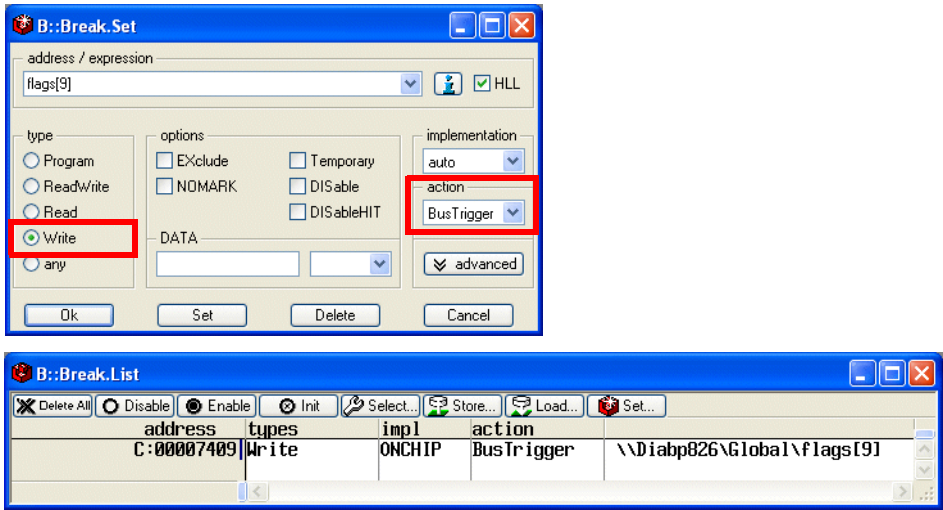 B::Break.Set
address / expression
flags[9]
HLL
type
options
implementation
Program
EXclude
Temporary
auto
ReadWrite
NOMARK
DISable
action
Read
DISableHIT
BusTrigger
Write
DATA
any
advanced
Ok
Set
Delete
Cancel
B::Break.List
Delete All Disable Enable Init Select... Store... Load... Set...
address types impl action
C:00007409 Write ONCHIP BusTrigger \\Diabp826\Global\flags[9]